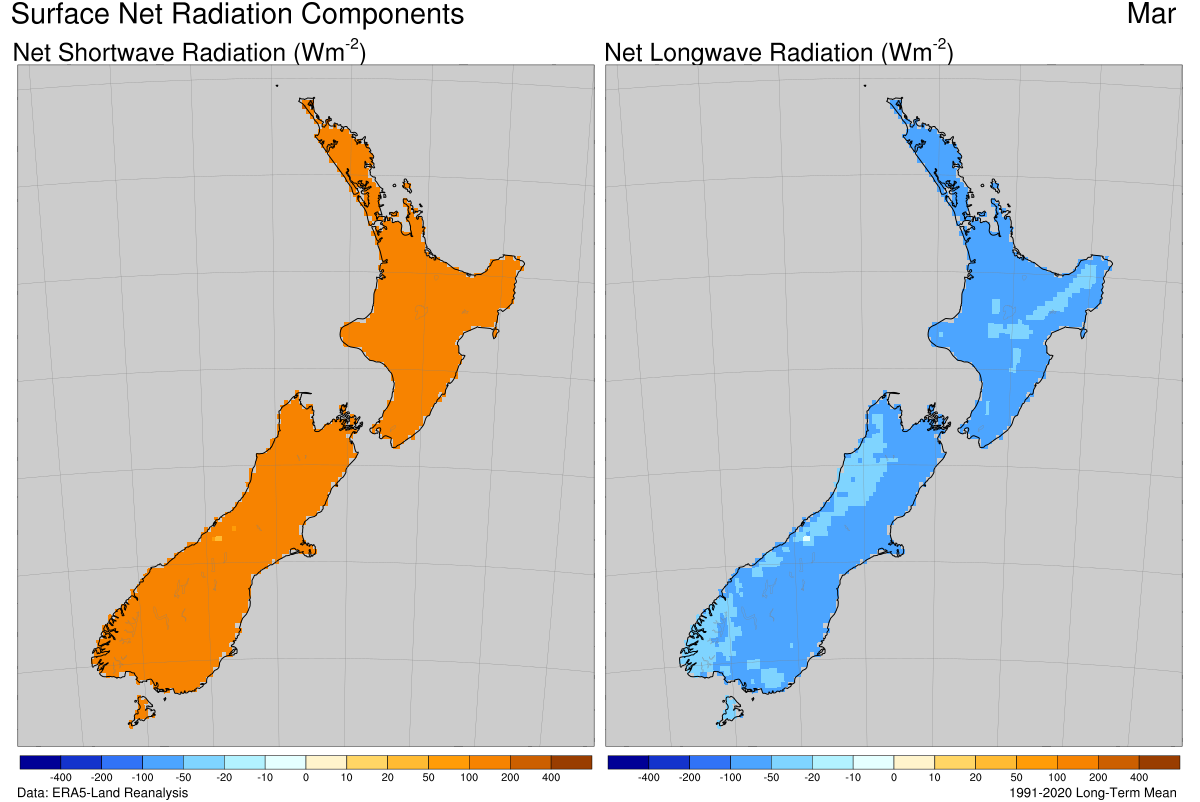 Surface Net Radiation Components Mar
Net Shortwave Radiation (Wm-2) Net Longwave Radiation (Wm-2)
-400 -200 -100 -50 -20 -10 0 10 20 50 100 200 400 -400 -200 -100 -50 -20 -10 0 10 20 50 100 200 400
Data: ERA5-Land Reanalysis 1991-2020 Long-Term Mean